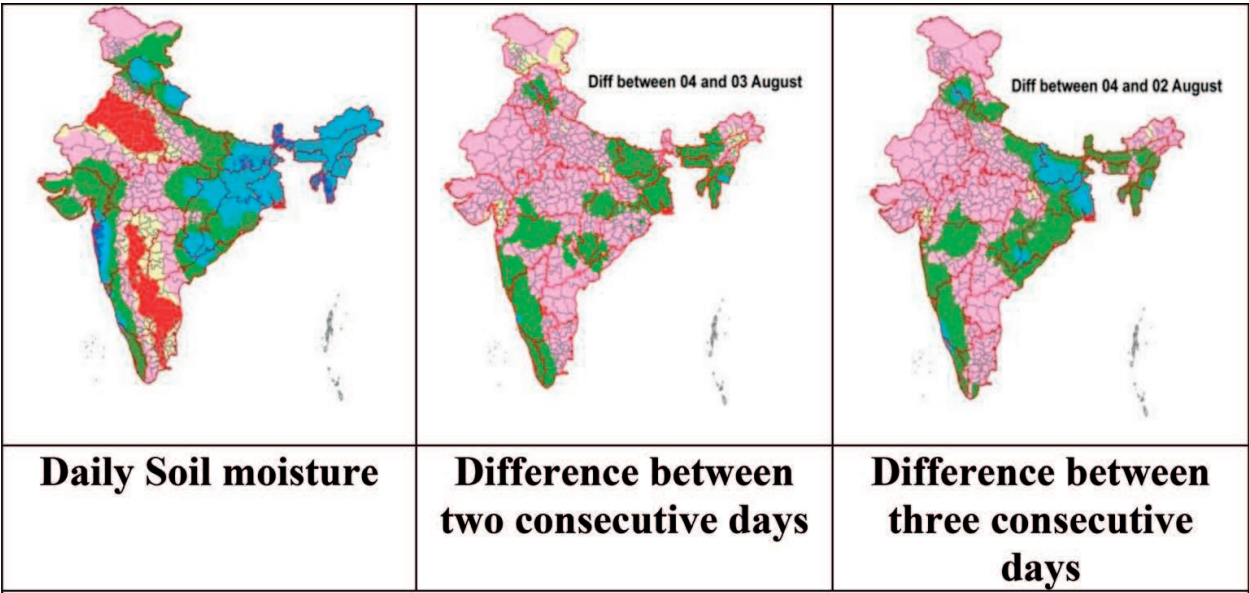 Diff between 04 and 03 August
Diff between 04 and 02 August
Daily Soil moisture
Difference between
two consecutive days
Difference between
three consecutive
days